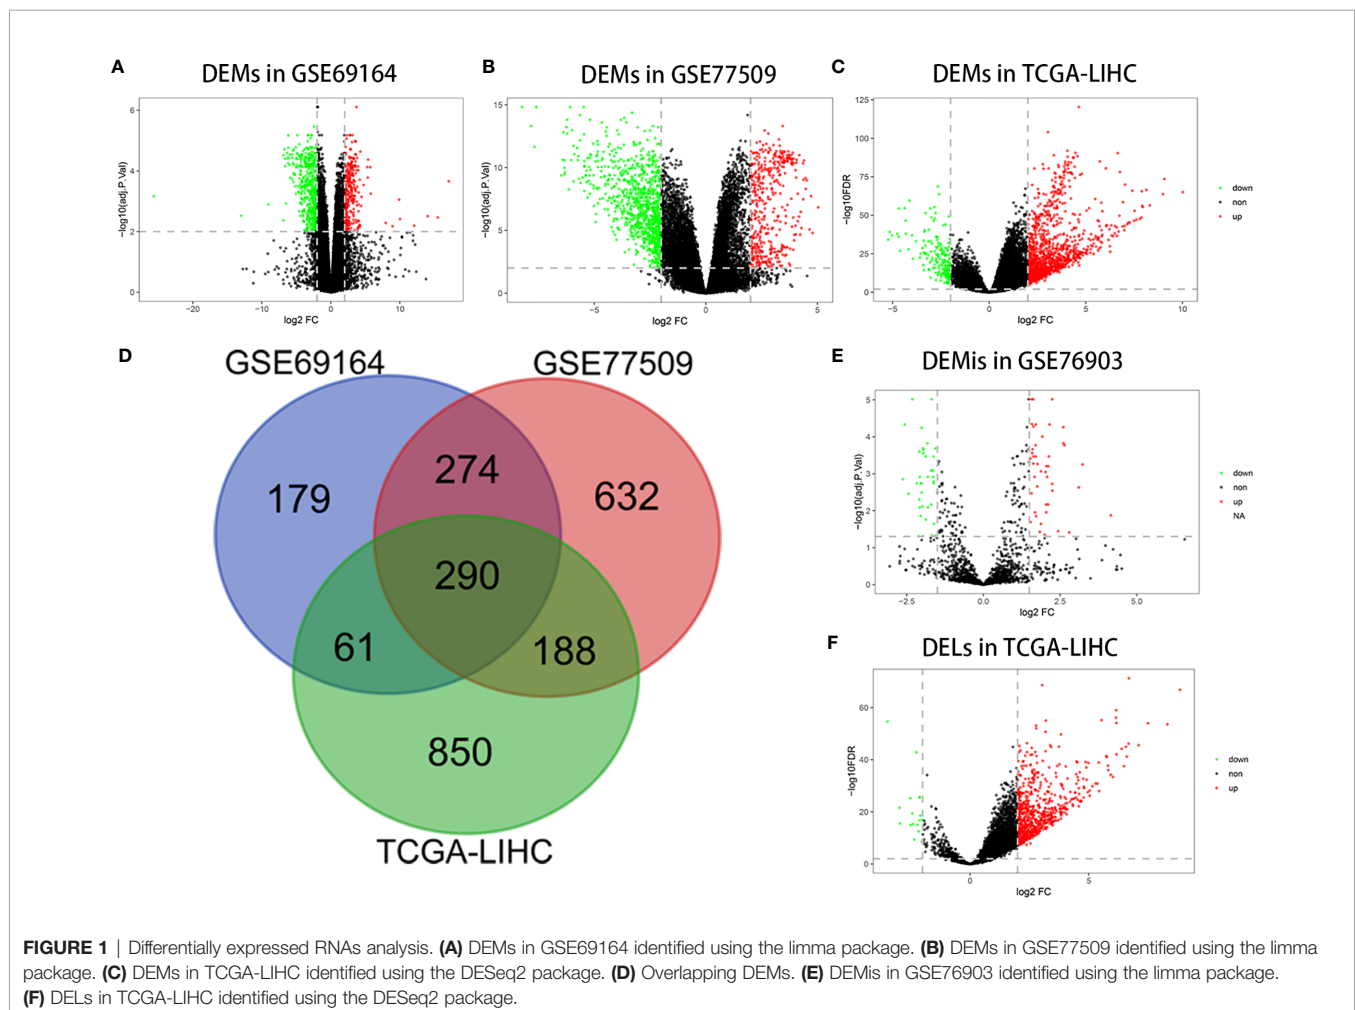 A
DEMs in GSE69164
−log10(adj.P.Val)
6
4
2
0
−20
−10
0
10
log2 FC
B
DEMs in GSE77509
−log10(adj.P.Val)
15
10
5
0
−5
0
5
log2 FC
C
DEMs in TCGA-LIHC
−log10FDR
125
100
75
50
25
0
−5
0
5
10
log2 FC
down
non
up
D
GSE69164
GSE77509
274
179
632
290
61
188
850
TCGA-LIHC
E
DEMis in GSE76903
−log10(adj.P.Val)
5
4
3
2
1
0
−2.5
0.0
2.5
5.0
log2 FC
down
non
up
NA
F
DELs in TCGA-LIHC
−log10FDR
60
40
20
0
0
5
log2 FC
down
non
up
FIGURE 1 | Differentially expressed RNAs analysis. (A) DEMs in GSE69164 identified using the limma package. (B) DEMs in GSE77509 identified using the limma
package. (C) DEMs in TCGA-LIHC identified using the DESeq2 package. (D) Overlapping DEMs. (E) DEMis in GSE76903 identified using the limma package.
(F) DELs in TCGA-LIHC identified using the DESeq2 package.